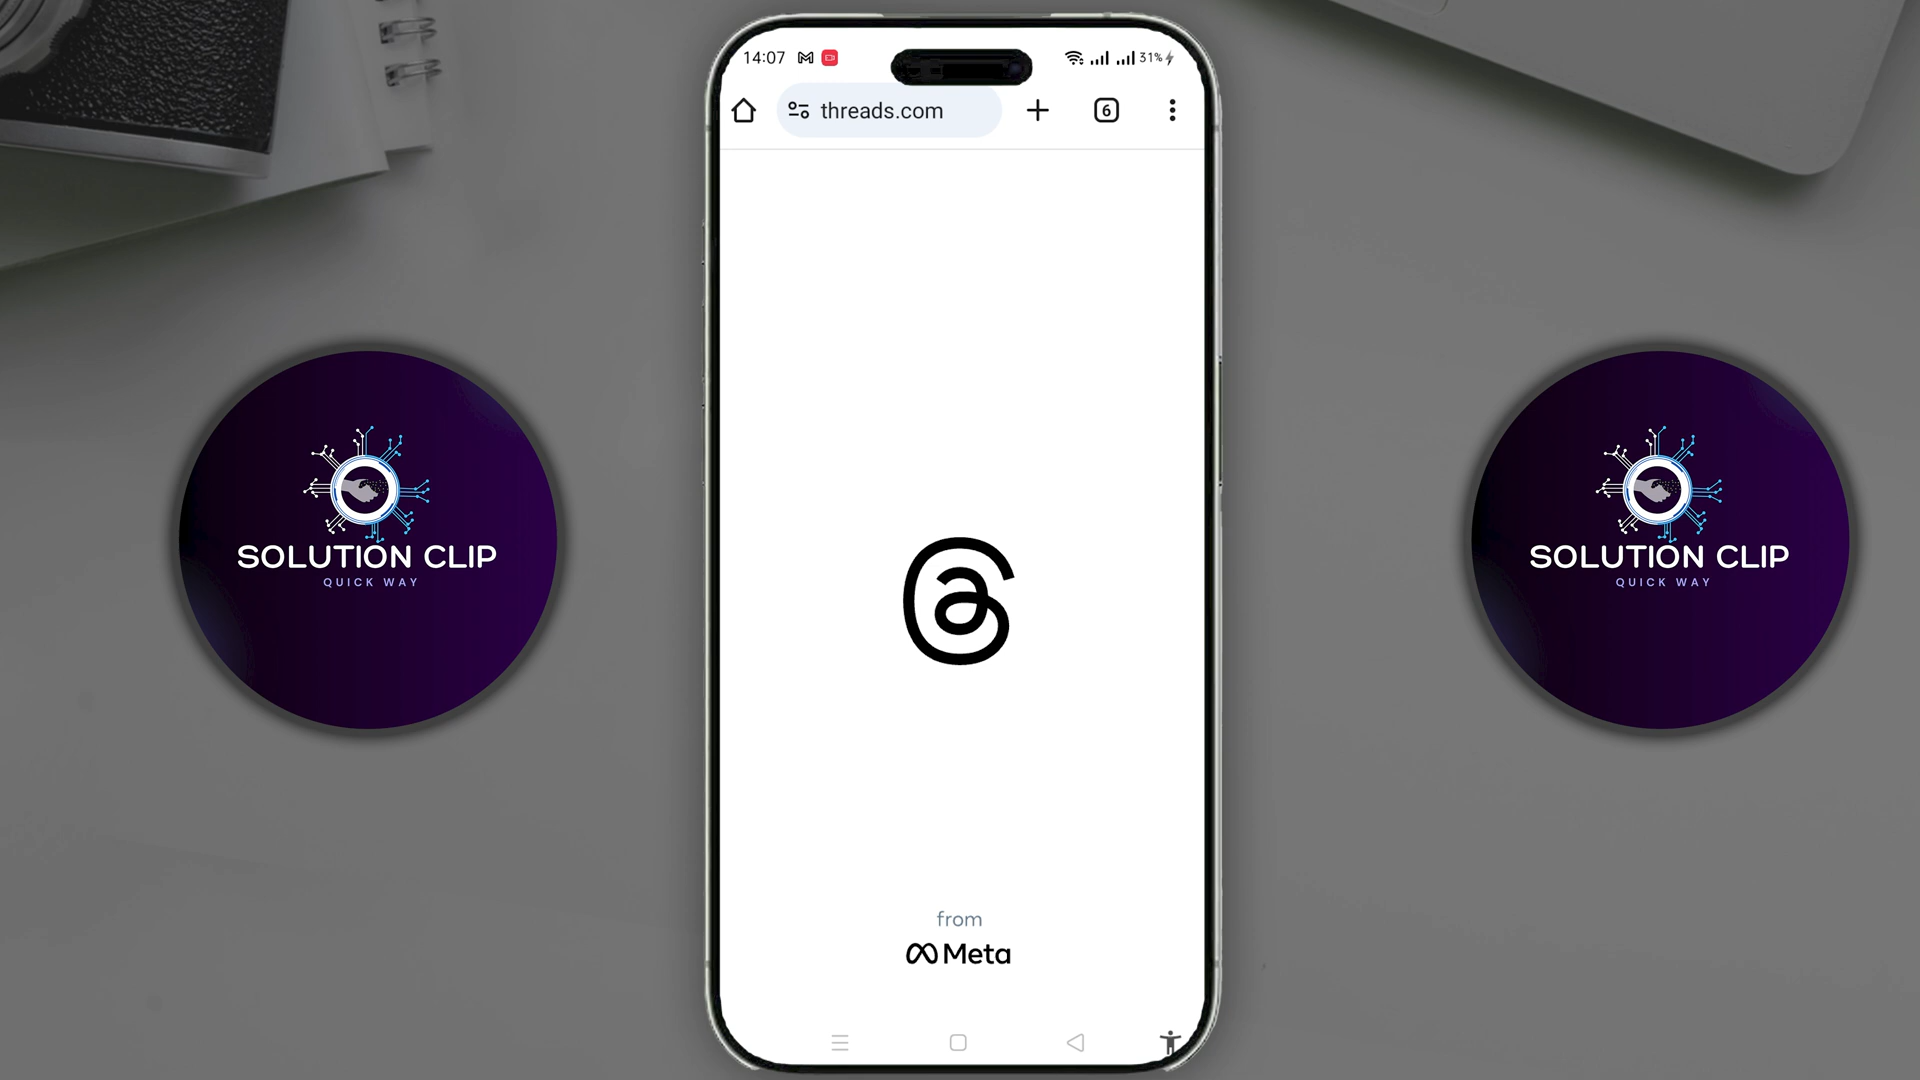 14:07
31%
threads.com
6
SOLUTION CLIP
QUICK WAY
SOLUTION CLIP
QUICK WAY
from
Meta